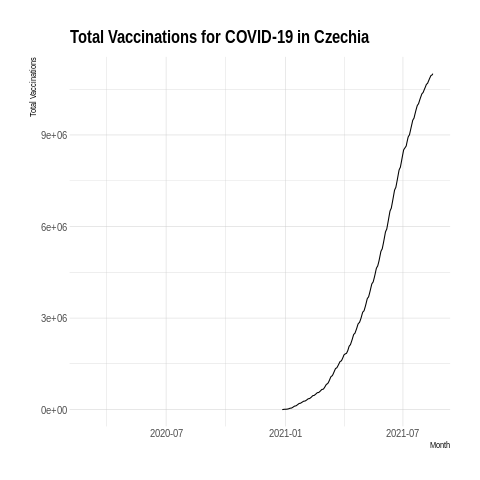 Total Vaccinations for COVID-19 in Czechia
Total Vaccinations
9e+06
6e+06
3e+06
0e+00
2020-07 2021-01 2021-07
Month